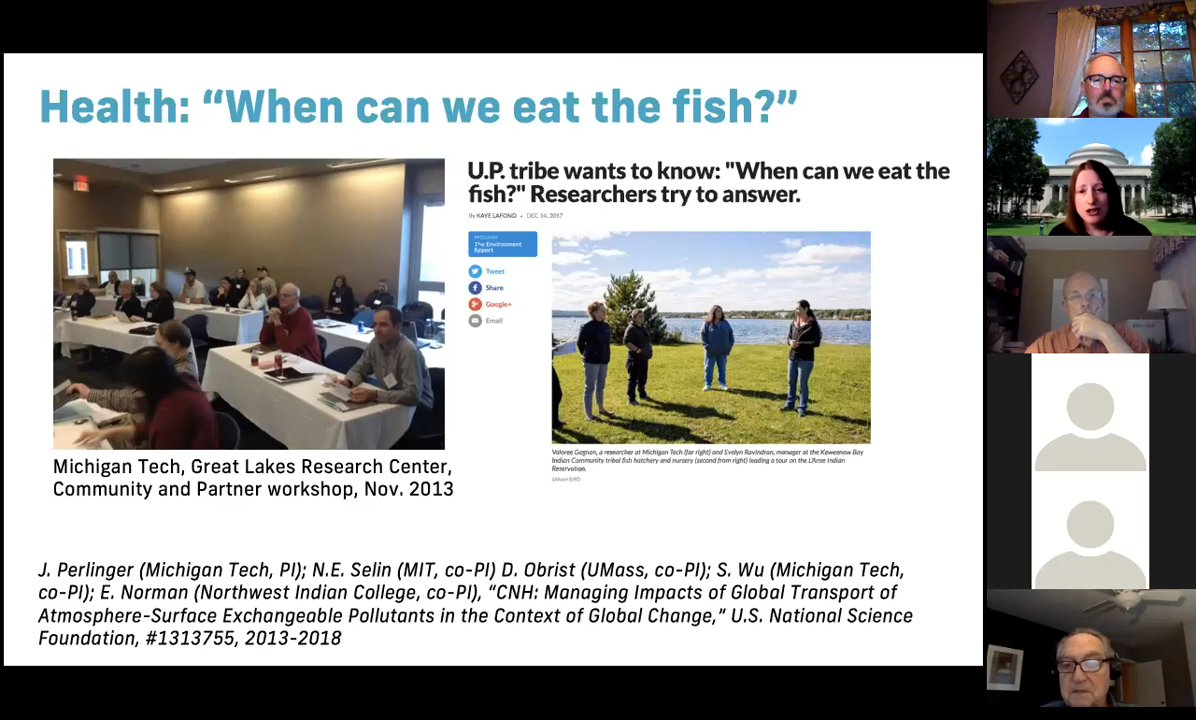 Health: “When can we eat the fish?”
U.P. tribe wants to know: "When can we eat the
fish?" Researchers try to answer.
By KAYE LAFOND • DEC 14, 2017
PROGRAM
The Environment
Report
Tweet
Share
Google+
Email
Valoree Gagnon, a researcher at Michigan Tech (far right) and Evelyn Ravindran, manager at the Keweenaw Bay
Indian Community tribal fish hatchery and nursery (second from right) leading a tour on the L'Anse Indian
Reservation.
SARAH BIRD
Michigan Tech, Great Lakes Research Center,
Community and Partner workshop, Nov. 2013
J. Perlinger (Michigan Tech, PI); N.E. Selin (MIT, co-PI) D. Obrist (UMass, co-PI); S. Wu (Michigan Tech,
co-PI); E. Norman (Northwest Indian College, co-PI), “CNH: Managing Impacts of Global Transport of
Atmosphere-Surface Exchangeable Pollutants in the Context of Global Change,” U.S. National Science
Foundation, #1313755, 2013-2018